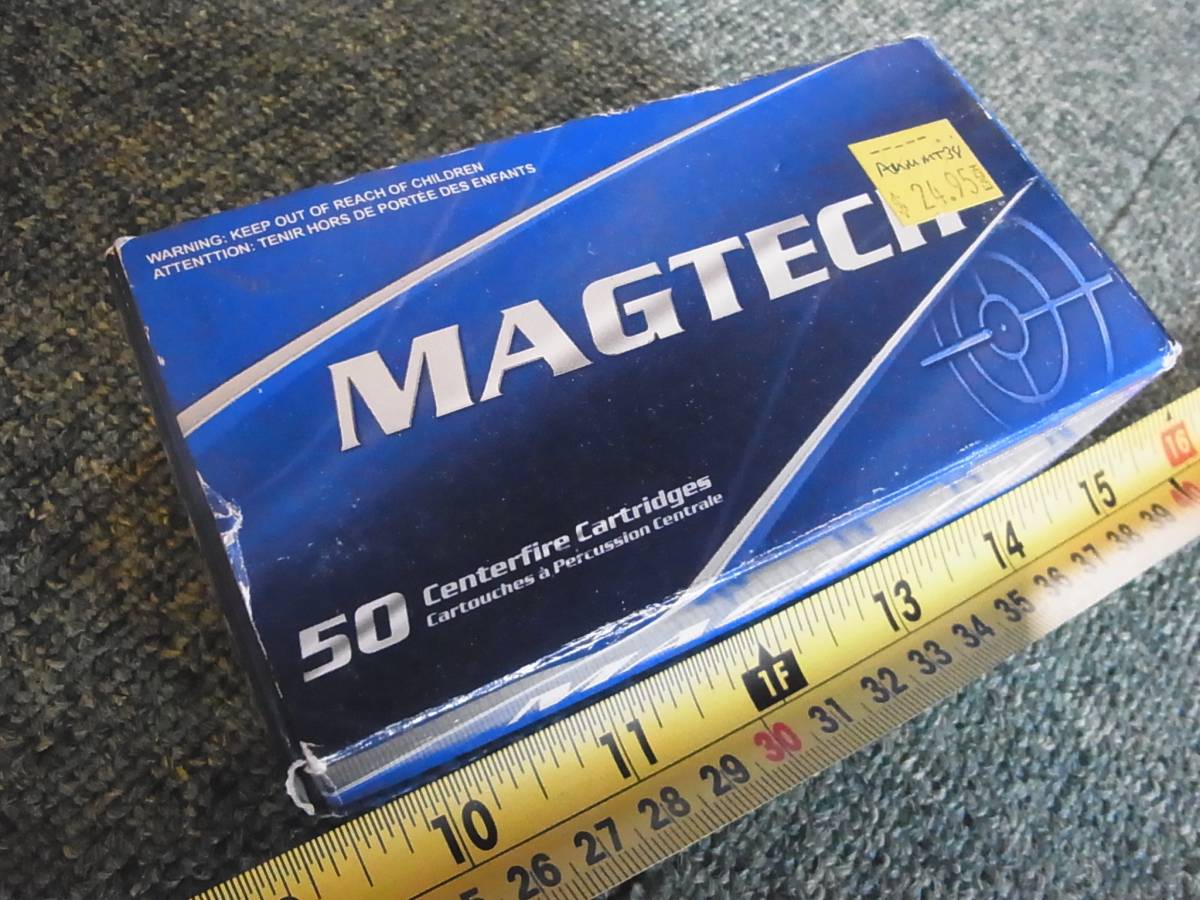 WARNING: KEEP OUT OF REACH OF CHILDREN
ATTENTTION: TENIR HORS DE PORTÉE DES ENFANTS
$24.95
MAGTECH
50 Centerfire Cartridges
Cartouches à Percussion Centrale
10 11 1F 13 14 15 16
26 27 28 29 30 31 32 33 34 35 36 37 38 39